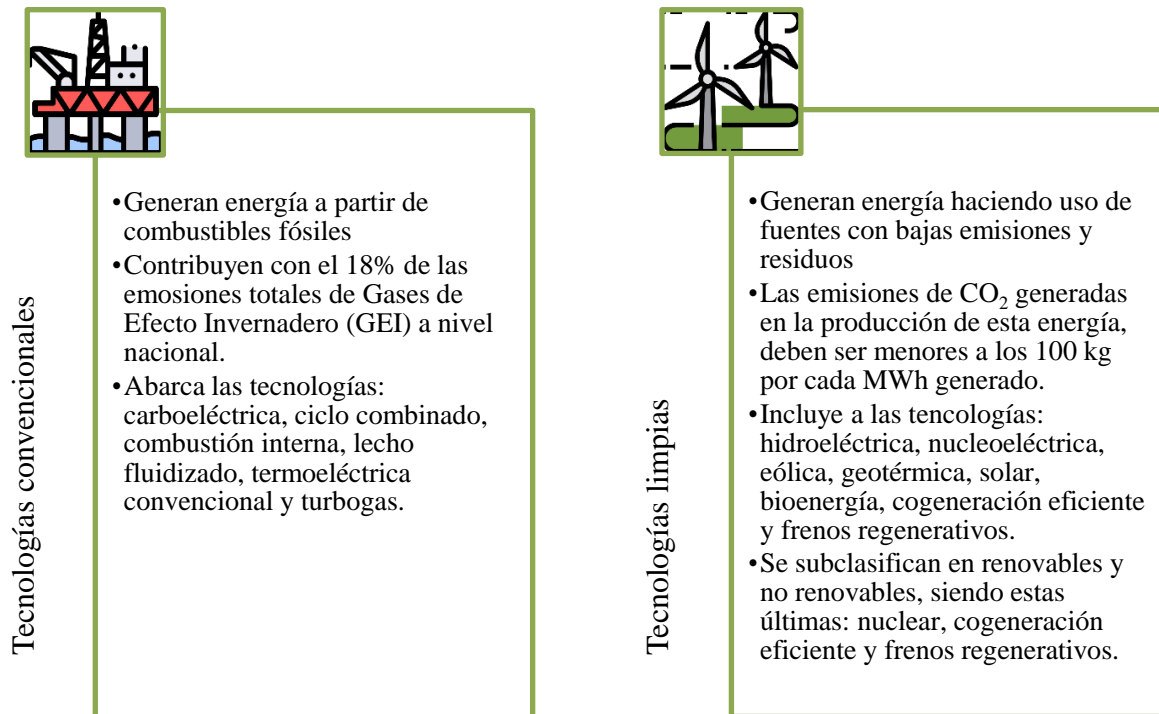 Tecnologías convencionales
•Generan energía a partir de
combustibles fósiles
•Contribuyen con el 18% de las
emosiones totales de Gases de
Efecto Invernadero (GEI) a nivel
nacional.
•Abarca las tecnologías:
carboeléctrica, ciclo combinado,
combustión interna, lecho
fluidizado, termoeléctrica
convencional y turbogas.
Tecnologías limpias
•Generan energía haciendo uso de
fuentes con bajas emisiones y
residuos
•Las emisiones de CO₂ generadas
en la producción de esta energía,
deben ser menores a los 100 kg
por cada MWh generado.
•Incluye a las tencologías:
hidroeléctrica, nucleoeléctrica,
eólica, geotérmica, solar,
bioenergía, cogeneración eficiente
y frenos regenerativos.
•Se subclasifican en renovables y
no renovables, siendo estas
últimas: nuclear, cogeneración
eficiente y frenos regenerativos.